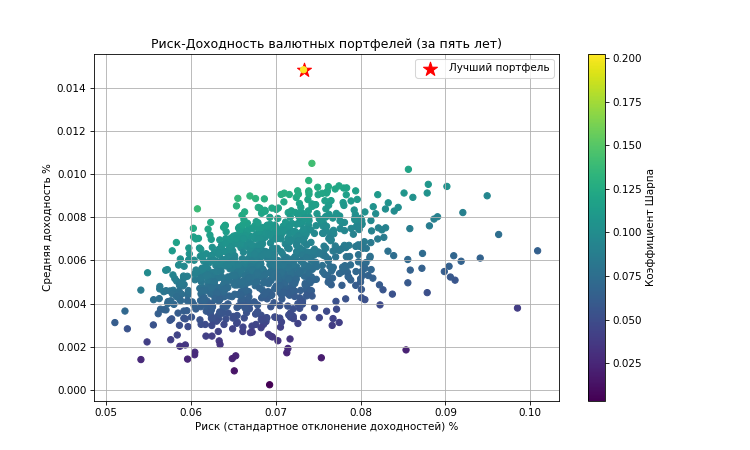 Риск-Доходность валютных портфелей (за пять лет)
Лучший портфель
Средняя доходность %
0.014
0.012
0.010
0.008
0.006
0.004
0.002
0.000
0.05 0.06 0.07 0.08 0.09 0.10
Риск (стандартное отклонение доходностей) %
0.200
0.175
0.150
0.125
0.100
0.075
0.050
0.025
Коэффициент Шарпа